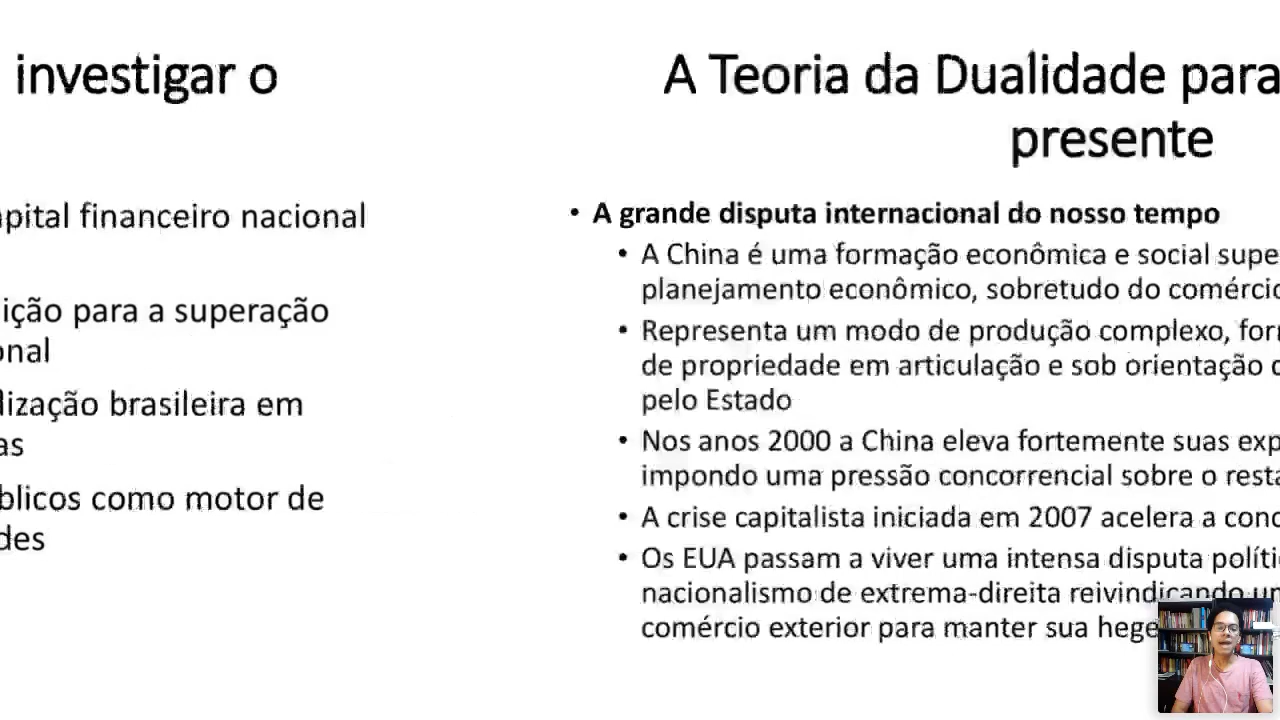 investigar o
capital financeiro nacional
ição para a superação
onal
lização brasileira em
as
blicos como motor de
des
A Teoria da Dualidade para
presente
• A grande disputa internacional do nosso tempo
• A China é uma formação econômica e social supe
planejamento econômico, sobretudo do comércio
• Representa um modo de produção complexo, for
de propriedade em articulação e sob orientação
pelo Estado
• Nos anos 2000 a China eleva fortemente suas exp
impondo uma pressão concorrencial sobre o resta
• A crise capitalista iniciada em 2007 acelera a conc
• Os EUA passam a viver uma intensa disputa políti
nacionalismo de extrema-direita reivindicando um
comércio exterior para manter sua hege